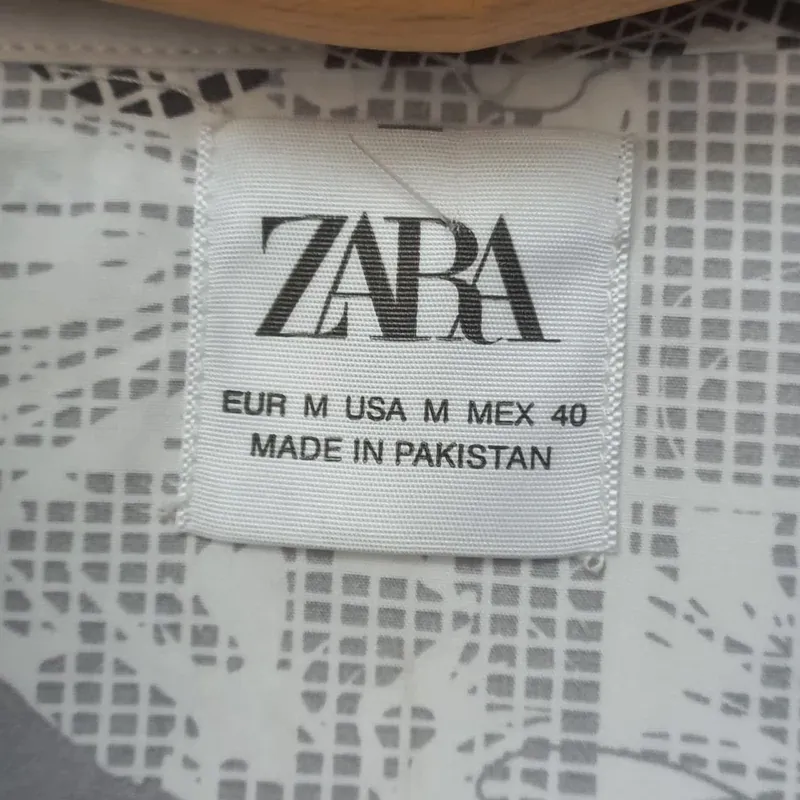 ZARA
EUR M USA M MEX 40
MADE IN PAKISTAN